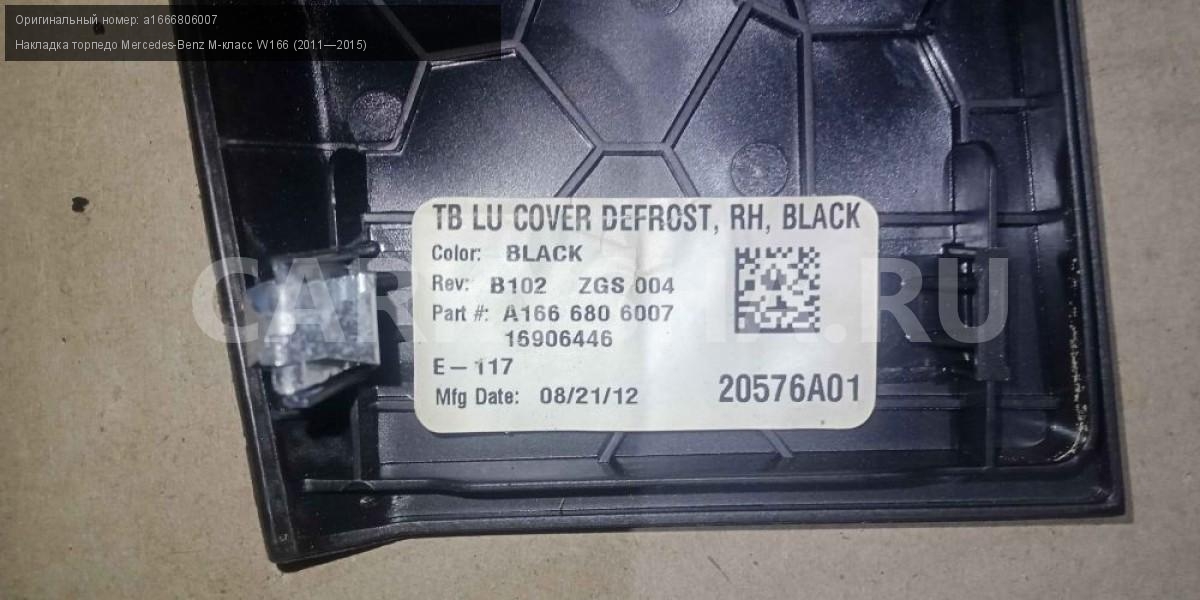 Оригинальный номер: a1666806007
Накладка торпедо Mercedes-Benz M-класс W166 (2011—2015)
TB LU COVER DEFROST, RH, BLACK
Color: BLACK
Rev: B102 ZGS 004
Part #: A166 680 6007
16906446
E-117
Mfg Date: 08/21/12
20576A01